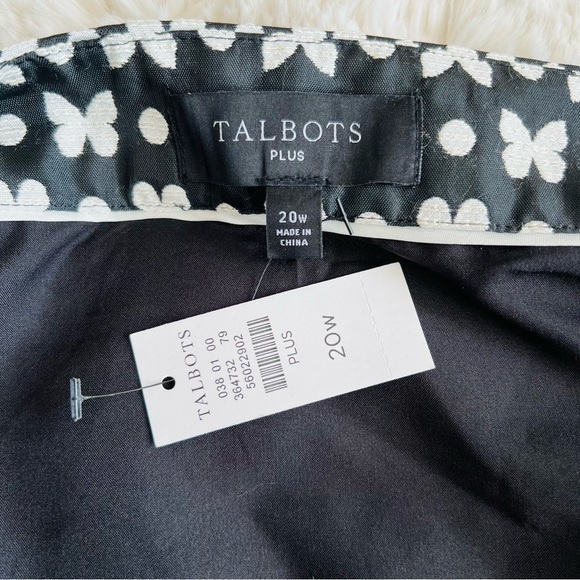 TALBOTS
PLUS
20W
MADE IN
CHINA
TALBOTS
038 01 00
364732 79
56022902
PLUS
20W